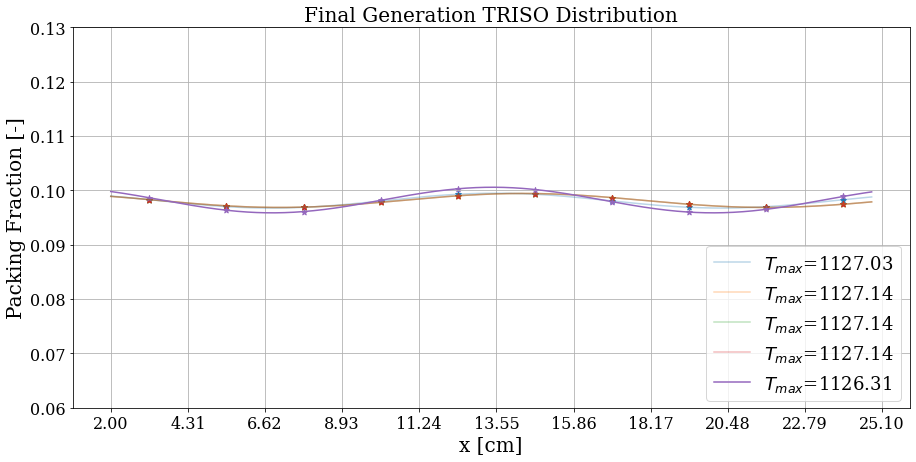 Final Generation TRISO Distribution
Packing Fraction [-]
0.13
0.12
0.11
0.10
0.09
0.08
0.07
0.06
T_max=1127.03
T_max=1127.14
T_max=1127.14
T_max=1127.14
T_max=1126.31
2.00 4.31 6.62 8.93 11.24 13.55 15.86 18.17 20.48 22.79 25.10
x [cm]